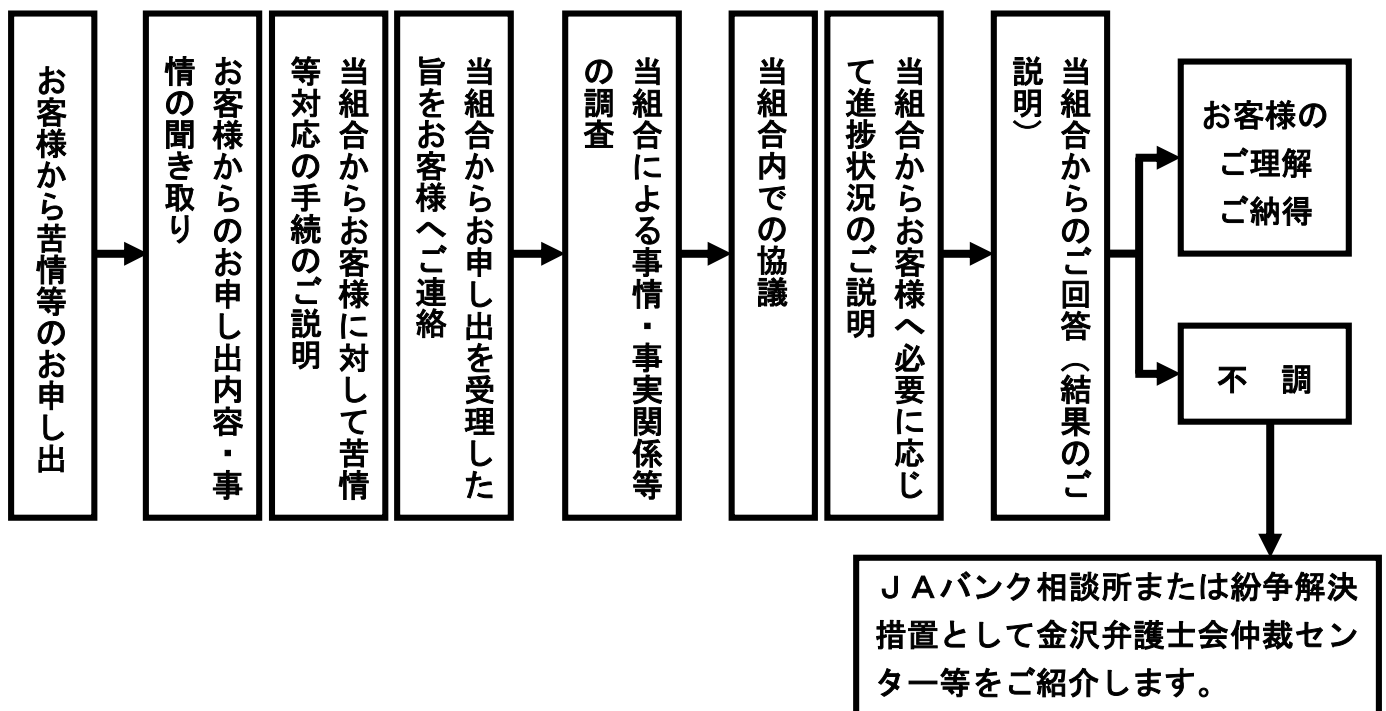 お客様から苦情等のお申し出
お客様からのお申し出内容・事
情の聞き取り
当組合からお客様に対して苦情
等対応の手続のご説明
当組合からお申し出を受理した
旨をお客様へご連絡
当組合による事情・事実関係等
の調査
当組合内での協議
当組合からお客様へ必要に応じ
て進捗状況のご説明
当組合からのご回答（結果のご
説明）
お客様の
ご理解
ご納得
不　調
ＪＡバンク相談所または紛争解決
措置として金沢弁護士会仲裁セン
ター等をご紹介します。